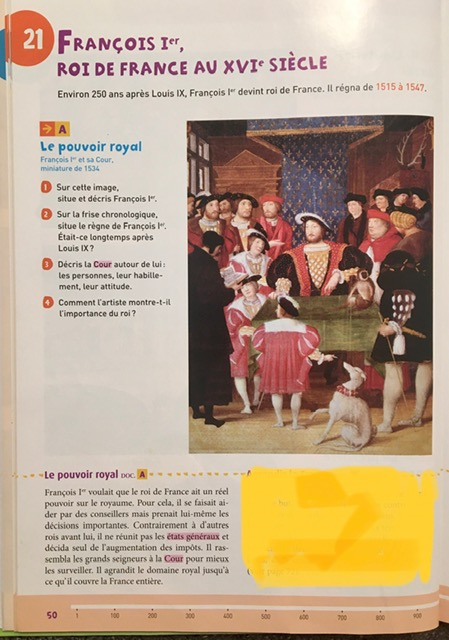 21
FRANÇOIS Ier,
ROI DE FRANCE AU XVIe SIÈCLE
Environ 250 ans après Louis IX, François Ier devint roi de France. Il régna de 1515 à 1547.
A
Le pouvoir royal
François Ier et sa Cour,
miniature de 1534
1 Sur cette image,
situe et décris François Ier.
2 Sur la frise chronologique,
situe le règne de François Ier.
Était-ce longtemps après
Louis IX ?
3 Décris la Cour autour de lui :
les personnes, leur habille-
ment, leur attitude.
4 Comment l'artiste montre-t-il
l'importance du roi ?
Le pouvoir royal DOC. A
François Ier voulait que le roi de France ait un réel
pouvoir sur le royaume. Pour cela, il se faisait ai-
der par des conseillers mais prenait lui-même les
décisions importantes. Contrairement à d'autres
rois avant lui, il ne réunit pas les états généraux et
décida seul de l'augmentation des impôts. Il ras-
sembla les grands seigneurs à la Cour pour mieux
les surveiller. Il agrandit le domaine royal jusqu'à
ce qu'il couvre la France entière.
50 1 100 200 300 400 500 600 700 800 900